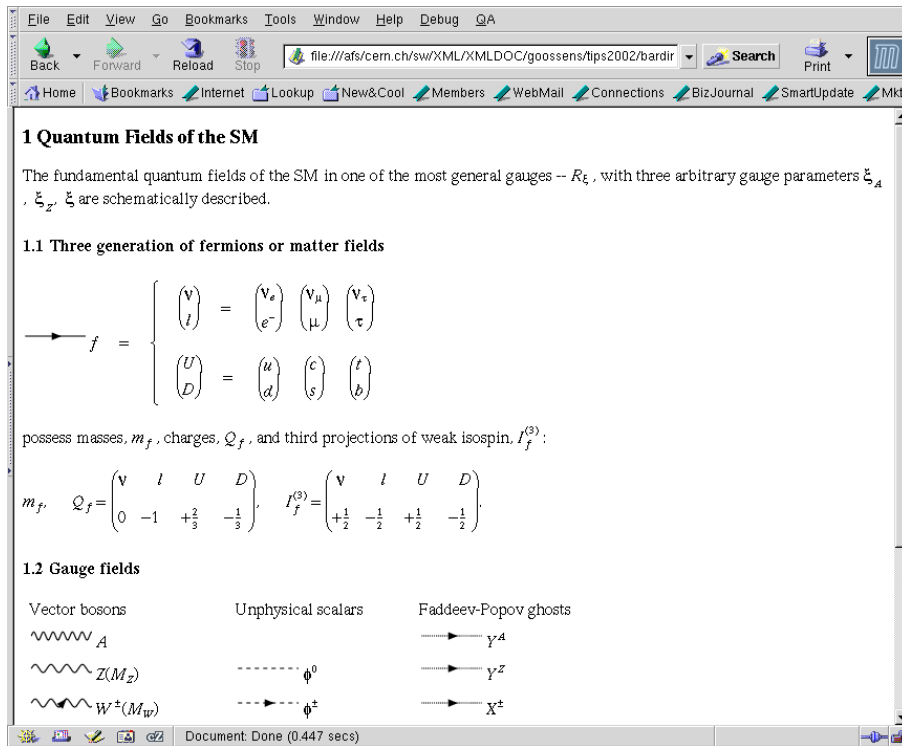 File Edit View Go Bookmarks Tools Window Help Debug QA
Back Forward Reload Stop file:///afs/cern.ch/sw/XML/XMLDOC/goossens/tips2002/bardir Search Print
Home Bookmarks Internet Lookup New&Cool Members WebMail Connections BizJournal SmartUpdate Mkt
1 Quantum Fields of the SM
The fundamental quantum fields of the SM in one of the most general gauges -- R_ξ , with three arbitrary gauge parameters ξ_A
, ξ_Z, ξ are schematically described.
1.1 Three generation of fermions or matter fields
f = { (ν l) = (ν_e e⁻) (ν_μ μ) (ν_τ τ)
(U D) = (u d) (c s) (t b)
possess masses, m_f , charges, Q_f , and third projections of weak isospin, I_f^(3) :
m_f, Q_f = (ν l U D 0 −1 +2/3 −1/3), I_f^(3) = (ν l U D +1/2 −1/2 +1/2 −1/2).
1.2 Gauge fields
Vector bosons Unphysical scalars Faddeev-Popov ghosts
A Y^A
Z(M_Z) ϕ⁰ Y^Z
W^±(M_W) ϕ^± X^±
Document: Done (0.447 secs)